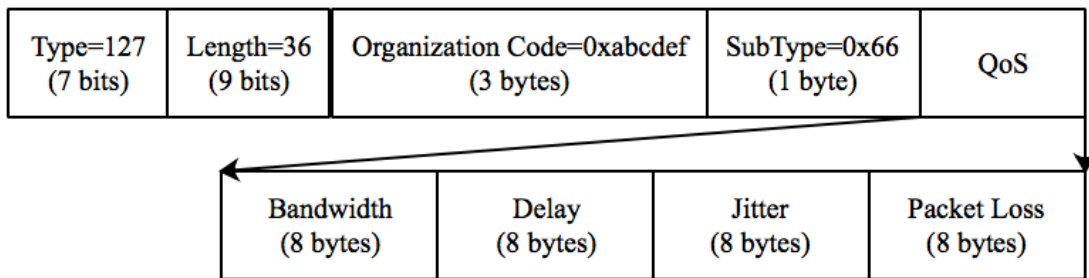 Type=127
(7 bits)
Length=36
(9 bits)
Organization Code=0xabcdef
(3 bytes)
SubType=0x66
(1 byte)
QoS
Bandwidth
(8 bytes)
Delay
(8 bytes)
Jitter
(8 bytes)
Packet Loss
(8 bytes)